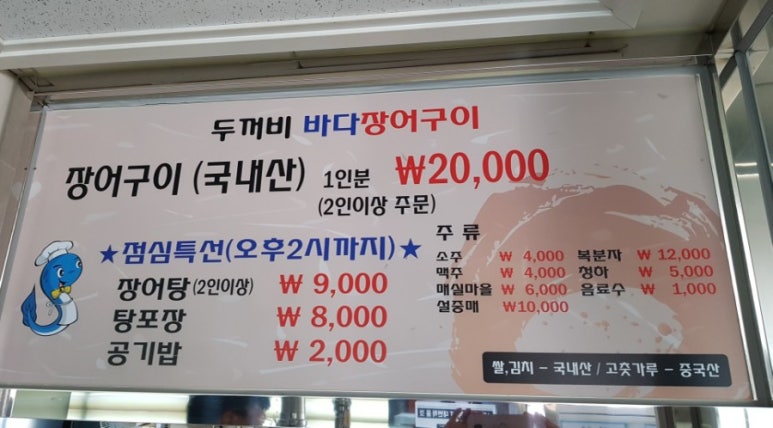 두꺼비 바다장어구이
장어구이 (국내산) 1인분 ₩20,000
(2인이상 주문)
★점심특선(오후2시까지)★
장어탕 (2인이상) ₩ 9,000
탕포장 ₩ 8,000
공기밥 ₩ 2,000
주 류
소주 ₩ 4,000 복분자 ₩ 12,000
맥주 ₩ 4,000 청하 ₩ 5,000
매실마을 ₩ 6,000 음료수 ₩ 1,000
설중매 ₩10,000
쌀,김치 - 국내산 / 고춧가루 - 중국산